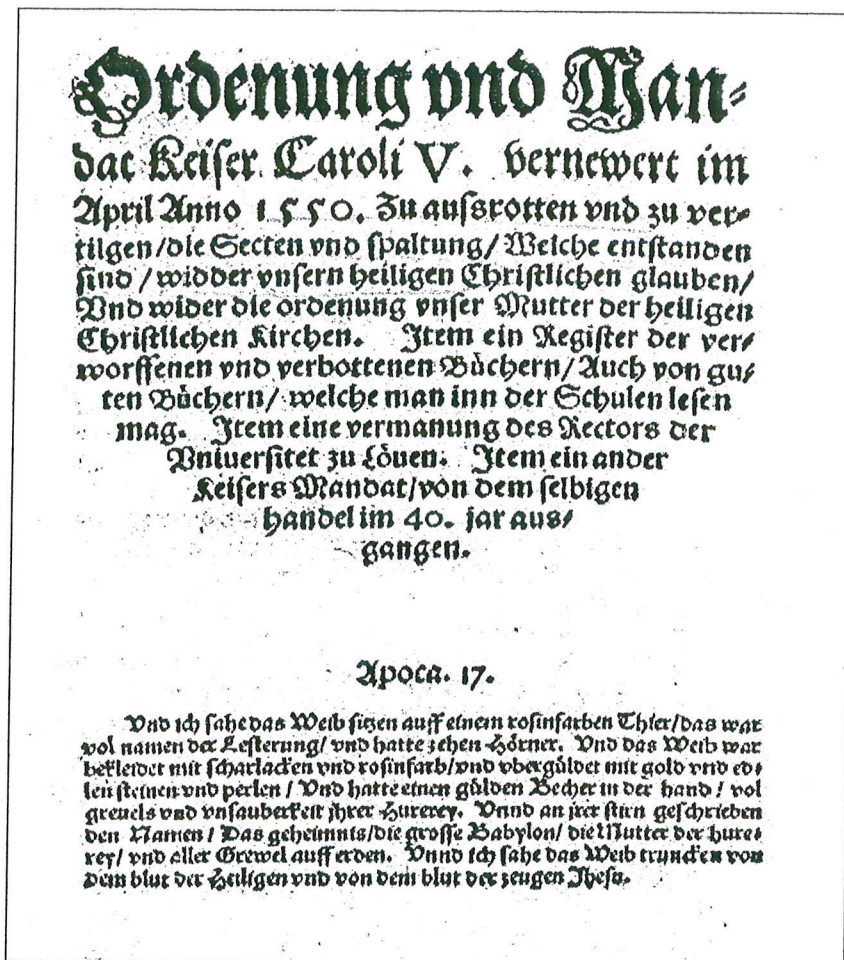 Ordenung vnd Man-
dat Keiser Caroli V. vernewert im
April Anno 1550. Zu aussrotten vnd zu ver-
tilgen/die Secten vnd spaltung/Welche entstanden
sind/widder vnsern heiligen Christlichen glauben/
Vnd wider die ordenung vnser Mutter der heiligen
Christlichen Kirchen. Item ein Register der ver-
worffenen vnd verbottenen Büchern/Auch von gu-
ten Büchern/welche man inn der Schulen lesen
mag. Item eine vermanung des Rectors der
Vniuersitet zu Löuen. Item ein ander
Keisers Mandat/von dem selbigen
handel im 40. jar aus-
gangen.
Apoca. 17.
Vnd ich sahe das Weib sitzen auff einem rosinfarben Thier/das war
vol namen der Lesterung/vnd hatte zehen Hörner. Vnd das Weib war
bekleidet mit scharlacken vnd rosinfarb/vnd vbergüldet mit gold vnd ed-
len steinen vnd perlen/Vnd hatte einen gülden Becher in der hand/vol
grewels vnd vnsauberkeit jhrer Hurerey. Vnnd an jrer stirn geschrieben
den Namen/Das geheimnis/die grosse Babylon/die Mutter der hure-
rey/vnd aller Grewel auff erden. Vnnd ich sahe das Weib truncken von
dem blut der Heiligen vnd von dem blut der zeugen Jhesu.